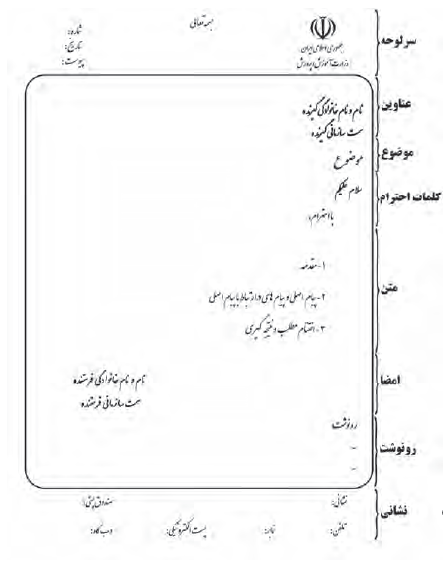 بسمه تعالی
شماره:
تاریخ:
پیوست:
جمهوری اسلامی ایران
وزارت آموزش و پرورش
سرلوحه
عناوین
نام و نام خانوادگی گیرنده
سمت سازمانی گیرنده
موضوع
موضوع
کلمات احترام
سلام علیکم
با احترام؛
متن
۱- مقدمه
۲- پیام اصلی و پیام های در ارتباط با پیام اصلی
۳- اختتام مطلب و نتیجه گیری
امضا
نام و نام خانوادگی فرستنده
سمت سازمانی فرستنده
رونوشت
رونوشت
-
-
نشانی
نشانی: صندوق پستی:
تلفن: نمابر: پست الکترونیکی: وب گاه: